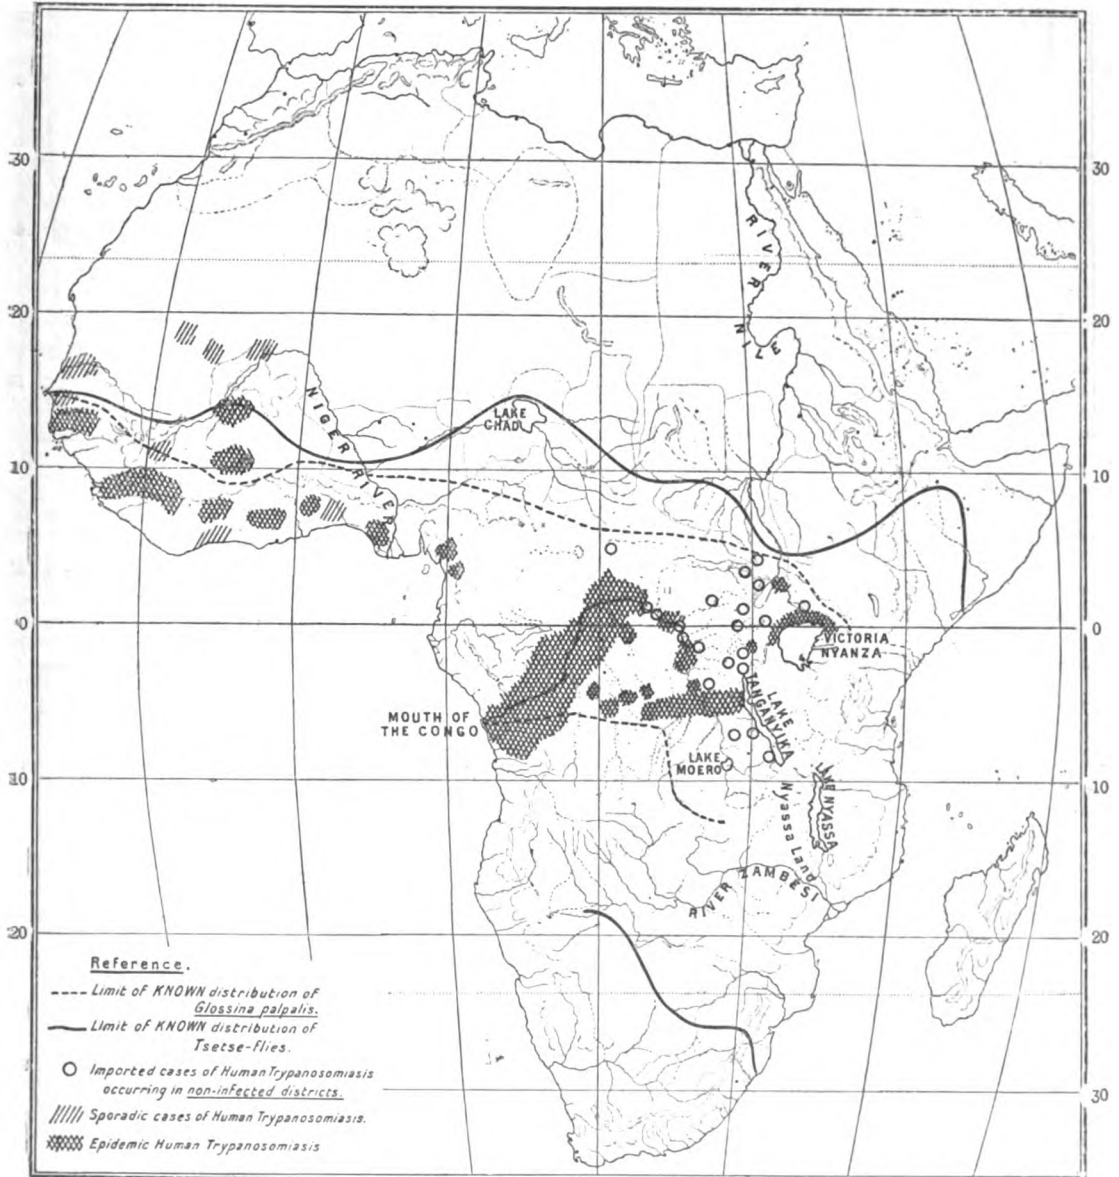 30
30
20
20
10
10
0
0
10
10
20
20
30
RIVER
NILE
NIGER RIVER
LAKE
CHAD
VICTORIA
NYANZA
LAKE
TANGANYIKA
MOUTH OF
THE CONGO
LAKE
MOERO
LAKE NYASSA
Nyassa Land
RIVER ZAMBESI
Reference.
Limit of KNOWN distribution of
Glossina palpalis.
Limit of KNOWN distribution of
Tsetse-flies.
Imported cases of Human Trypanosomiasis
occurring in non-infected districts.
Sporadic cases of Human Trypanosomiasis.
Epidemic Human Trypanosomiasis